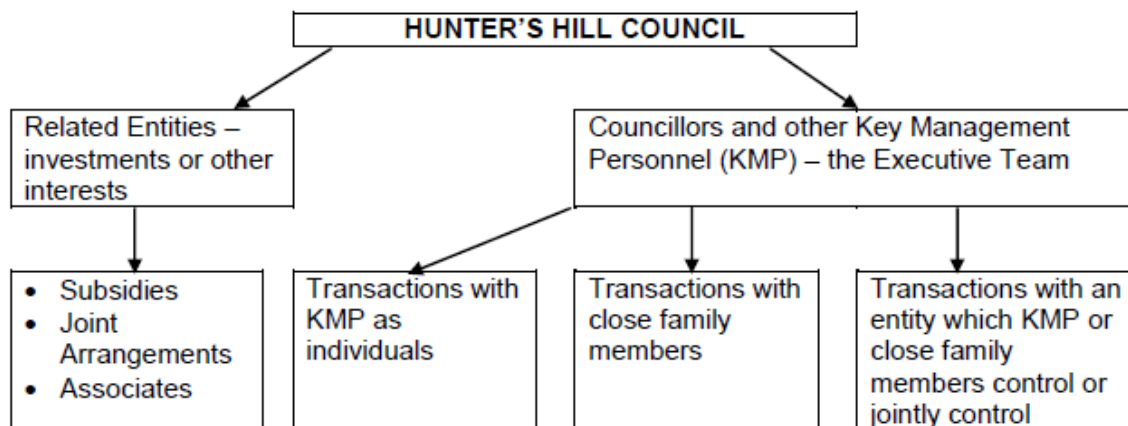 HUNTER'S HILL COUNCIL
Related Entities –
investments or other
interests
Councillors and other Key Management
Personnel (KMP) – the Executive Team
• Subsidies
• Joint
Arrangements
• Associates
Transactions with
KMP as
individuals
Transactions with
close family
members
Transactions with an
entity which KMP or
close family
members control or
jointly control